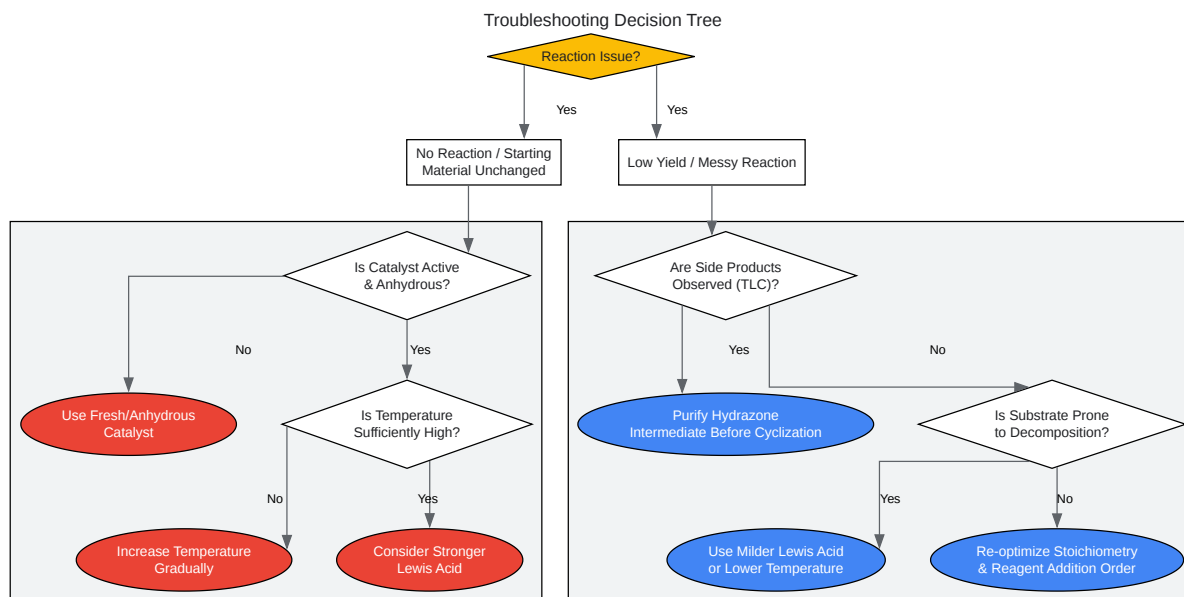 Troubleshooting Decision Tree
Reaction Issue?
Yes
Yes
No Reaction / Starting
Material Unchanged
Low Yield / Messy Reaction
Is Catalyst Active
& Anhydrous?
Are Side Products
Observed (TLC)?
No
Yes
Yes
No
Use Fresh/Anhydrous
Catalyst
Is Temperature
Sufficiently High?
Purify Hydrazone
Intermediate Before Cyclization
Is Substrate Prone
to Decomposition?
No
Yes
Yes
No
Increase Temperature
Gradually
Consider Stronger
Lewis Acid
Use Milder Lewis Acid
or Lower Temperature
Re-optimize Stoichiometry
& Reagent Addition Order